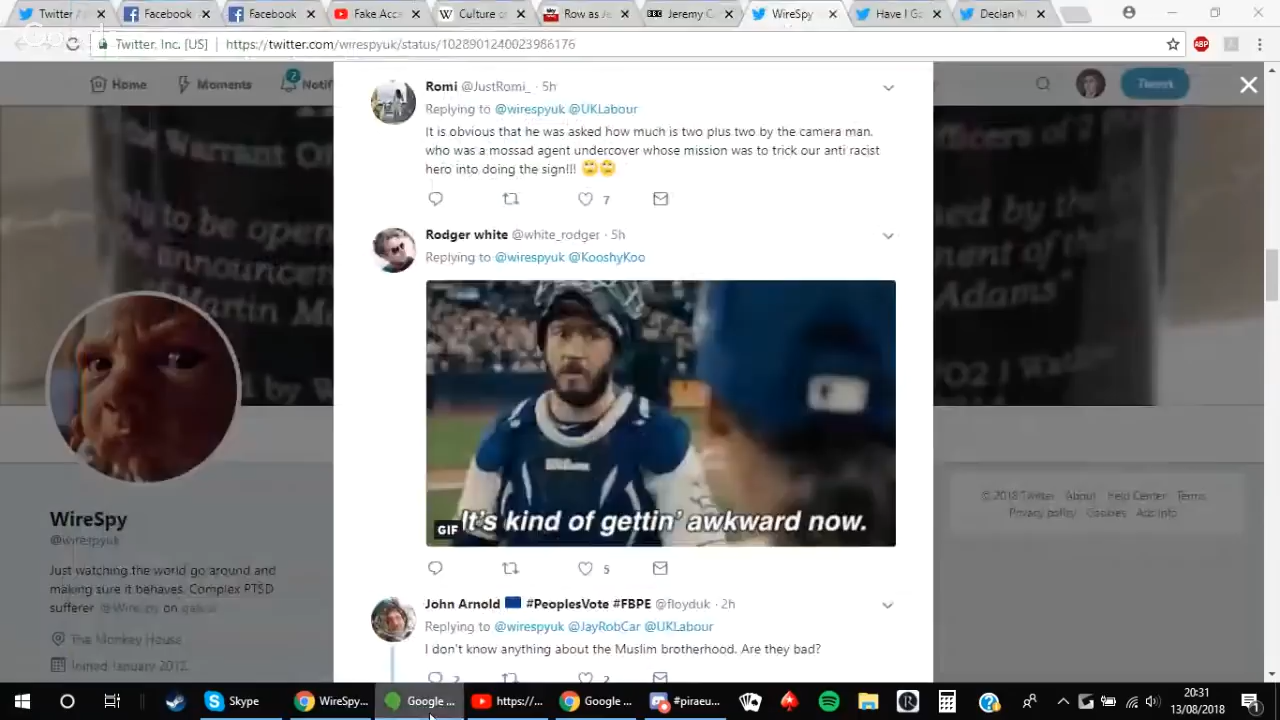 Twitter
Facebook
Facebook
Fake Acc
Culture o
Row as Je
Jeremy C
WireSpy
Have I G
Declan N
Twitter, Inc. [US] https://twitter.com/wirespyuk/status/1028901240023986176
ABP
Home Moments 2 Notif
Romi @JustRomi_ · 5h
Replying to @wirespyuk @UKLabour
It is obvious that he was asked how much is two plus two by the camera man.
who was a mossad agent undercover whose mission was to trick our anti racist
hero into doing the sign!!!
7
Rodger white @white_rodger · 5h
Replying to @wirespyuk @KooshyKoo
It's kind of gettin' awkward now.
GIF
5
John Arnold #PeoplesVote #FBPE @floyduk · 2h
Replying to @wirespyuk @JayRobCar @UKLabour
I don't know anything about the Muslim brotherhood. Are they bad?
2 2
WireSpy
@wirespyuk
Just watching the world go around and
making sure it behaves. Complex PTSD
sufferer
The Monkey House
Joined January 2012
© 2018 Twitter About Help Center Terms
Privacy policy Cookies Ads info
Skype
WireSpy...
Google ...
https://...
Google ...
#piraeu...
20:31
13/08/2018